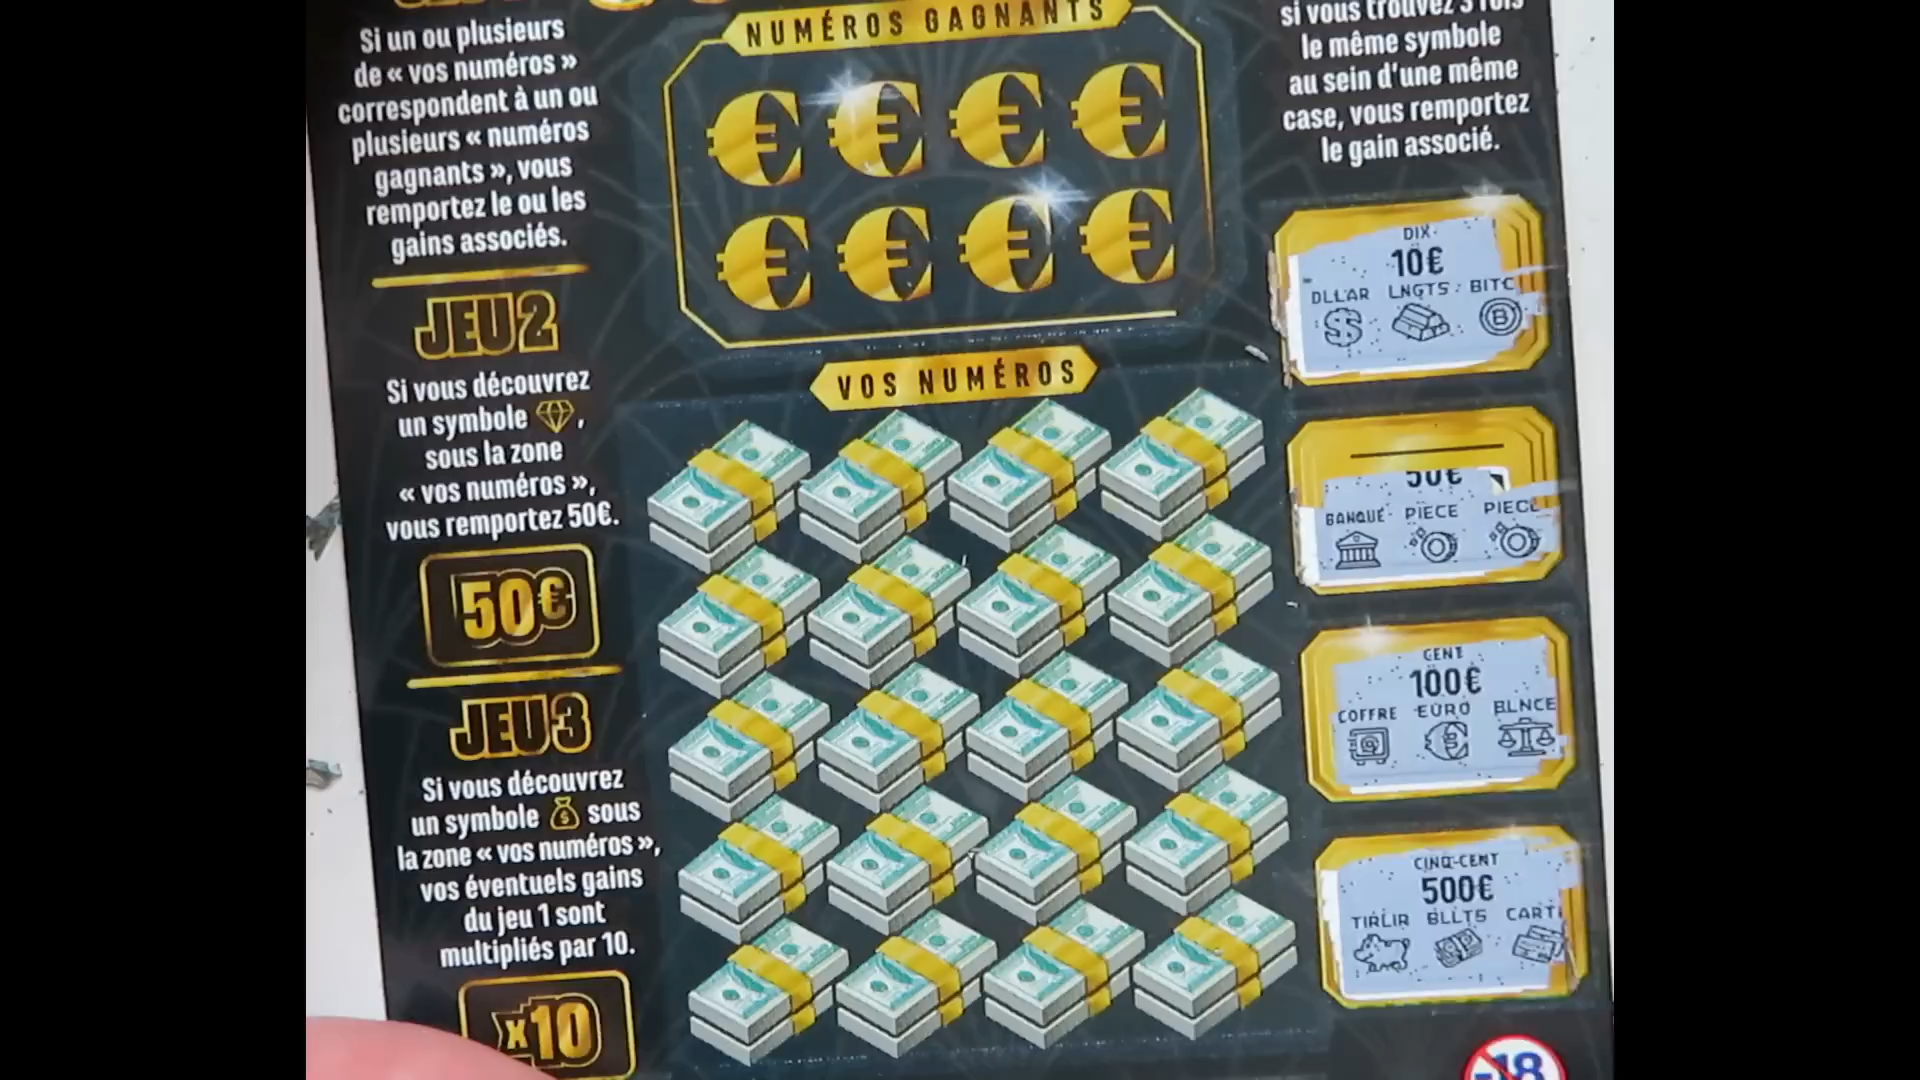 Si un ou plusieurs
de « vos numéros »
correspondent à un ou
plusieurs « numéros
gagnants », vous
remportez le ou les
gains associés.
JEU 2
Si vous découvrez
un symbole ,
sous la zone
« vos numéros »,
vous remportez 50€.
50€
JEU 3
Si vous découvrez
un symbole sous
la zone « vos numéros »,
vos éventuels gains
du jeu 1 sont
multipliés par 10.
x10
NUMÉROS GAGNANTS
€ € € €
€ € € €
VOS NUMÉROS
si vous trouvez 3 fois
le même symbole
au sein d'une même
case, vous remportez
le gain associé.
DIX
10€
DLLAR LNGTS BITC
50€
BANQUE PIECE PIECE
CENT
100€
COFFRE EURO BLNCE
CINQ-CENT
500€
TIRLIR BLLTS CART
-18